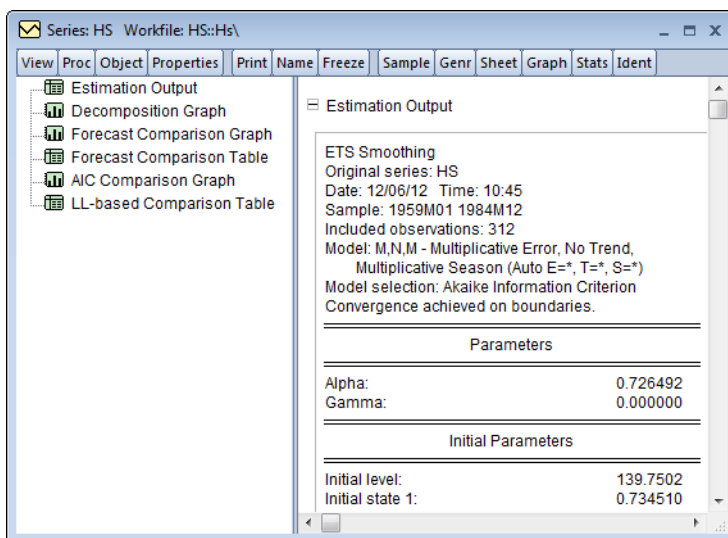 Series: HS Workfile: HS::Hs\
View Proc Object Properties Print Name Freeze Sample Genr Sheet Graph Stats Ident
Estimation Output
Decomposition Graph
Forecast Comparison Graph
Forecast Comparison Table
AIC Comparison Graph
LL-based Comparison Table
Estimation Output
ETS Smoothing
Original series: HS
Date: 12/06/12 Time: 10:45
Sample: 1959M01 1984M12
Included observations: 312
Model: M,N,M - Multiplicative Error, No Trend,
Multiplicative Season (Auto E=*, T=*, S=*)
Model selection: Akaike Information Criterion
Convergence achieved on boundaries.
Parameters
Alpha: 0.726492
Gamma: 0.000000
Initial Parameters
Initial level: 139.7502
Initial state 1: 0.734510